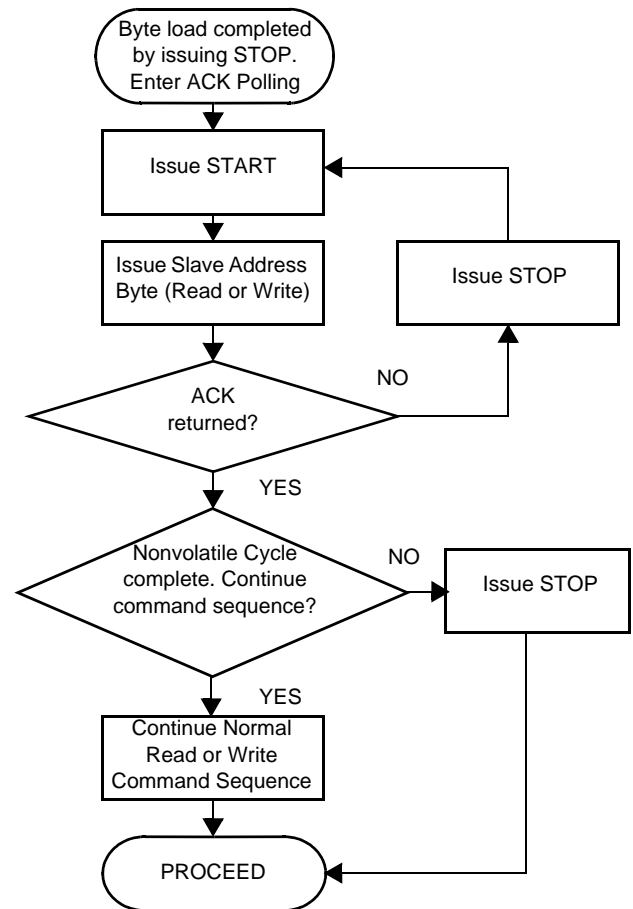 Byte load completed
by issuing STOP.
Enter ACK Polling
Issue START
Issue Slave Address
Byte (Read or Write)
Issue STOP
ACK
returned?
NO
YES
Nonvolatile Cycle
complete. Continue
command sequence?
NO
Issue STOP
YES
Continue Normal
Read or Write
Command Sequence
PROCEED